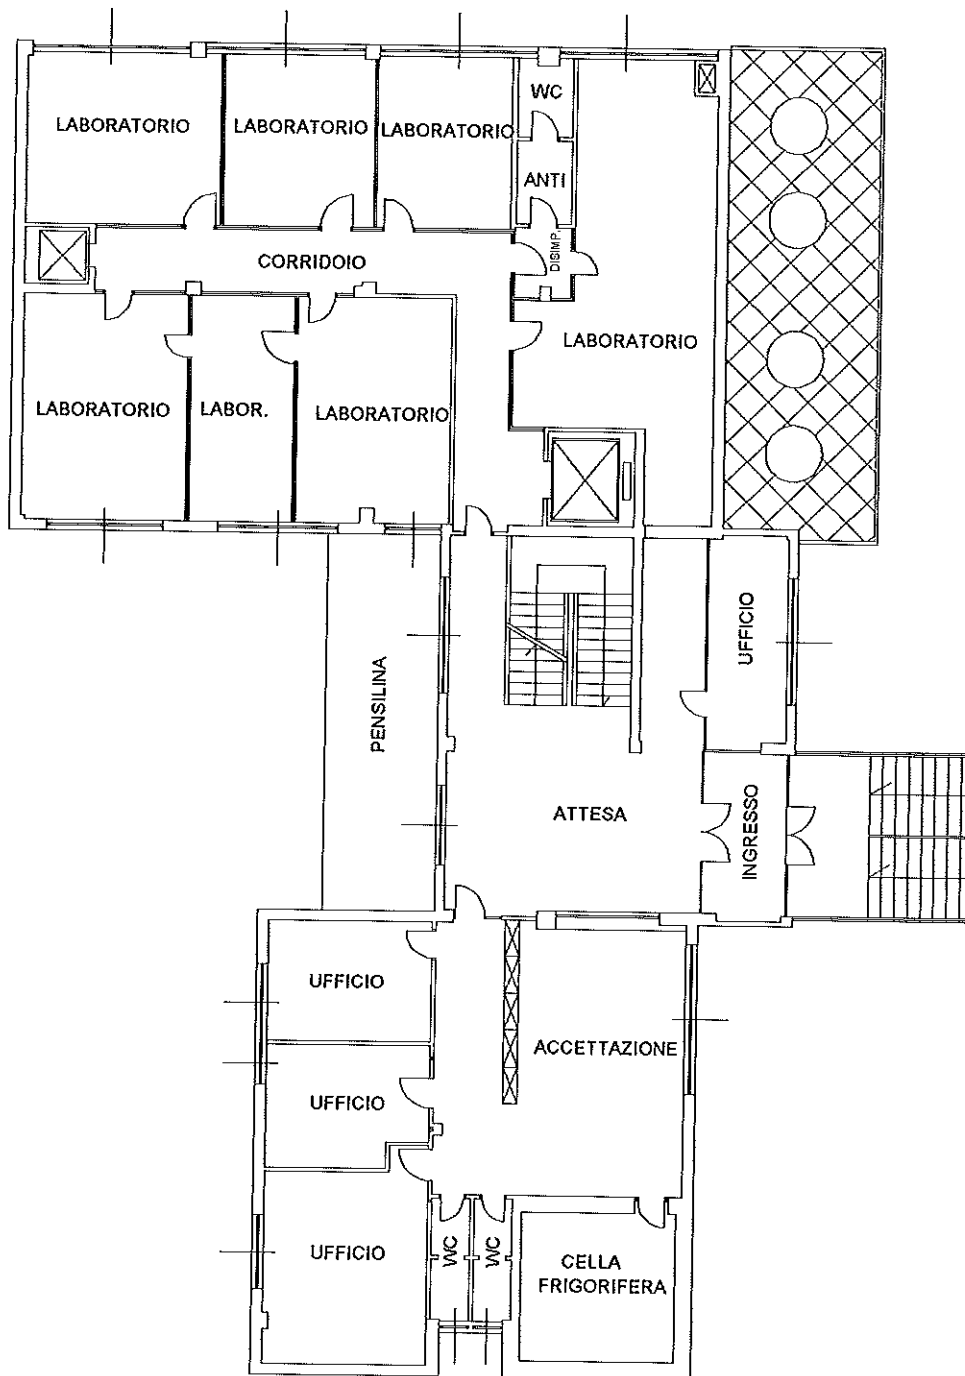 WC
LABORATORIO
LABORATORIO
LABORATORIO
ANTI
DISIMP.
CORRIDOIO
LABORATORIO
LABORATORIO
LABOR.
LABORATORIO
UFFICIO
PENSILINA
ATTESA
INGRESSO
UFFICIO
ACCETTAZIONE
UFFICIO
UFFICIO
WC
WC
CELLA
FRIGORIFERA